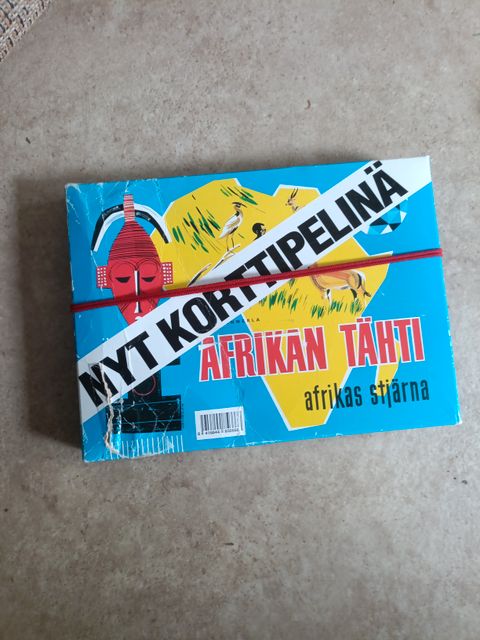 NYT KORTTIPELINÄ
AFRIKAN TÄHTI
afrikas stjärna